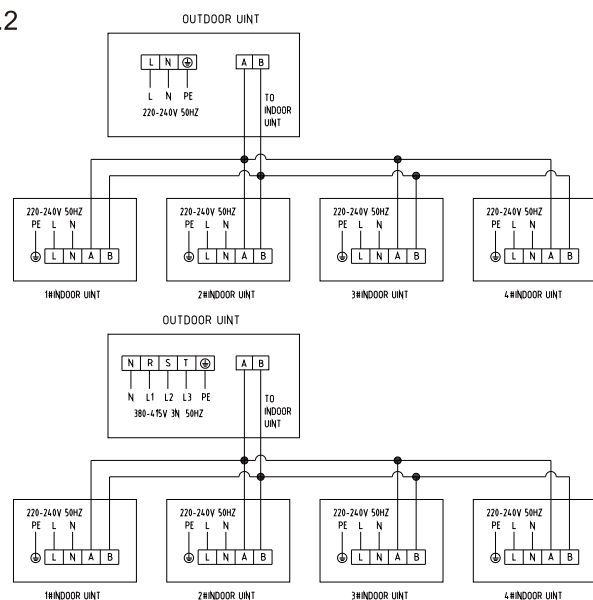 .2
OUTDOOR UINT
L N A B
L N PE
220-240V 50HZ
TO
INDOOR
UINT
220-240V 50HZ 220-240V 50HZ 220-240V 50HZ 220-240V 50HZ
PE L N PE L N PE L N PE L N
L N A B L N A B L N A B L N A B
1#INDOOR UINT 2#INDOOR UINT 3#INDOOR UINT 4#INDOOR UINT
OUTDOOR UINT
N R S T A B
N L1 L2 L3 PE
380-415V 3N 50HZ
TO
INDOOR
UINT
220-240V 50HZ 220-240V 50HZ 220-240V 50HZ 220-240V 50HZ
PE L N PE L N PE L N PE L N
L N A B L N A B L N A B L N A B
1#INDOOR UINT 2#INDOOR UINT 3#INDOOR UINT 4#INDOOR UINT